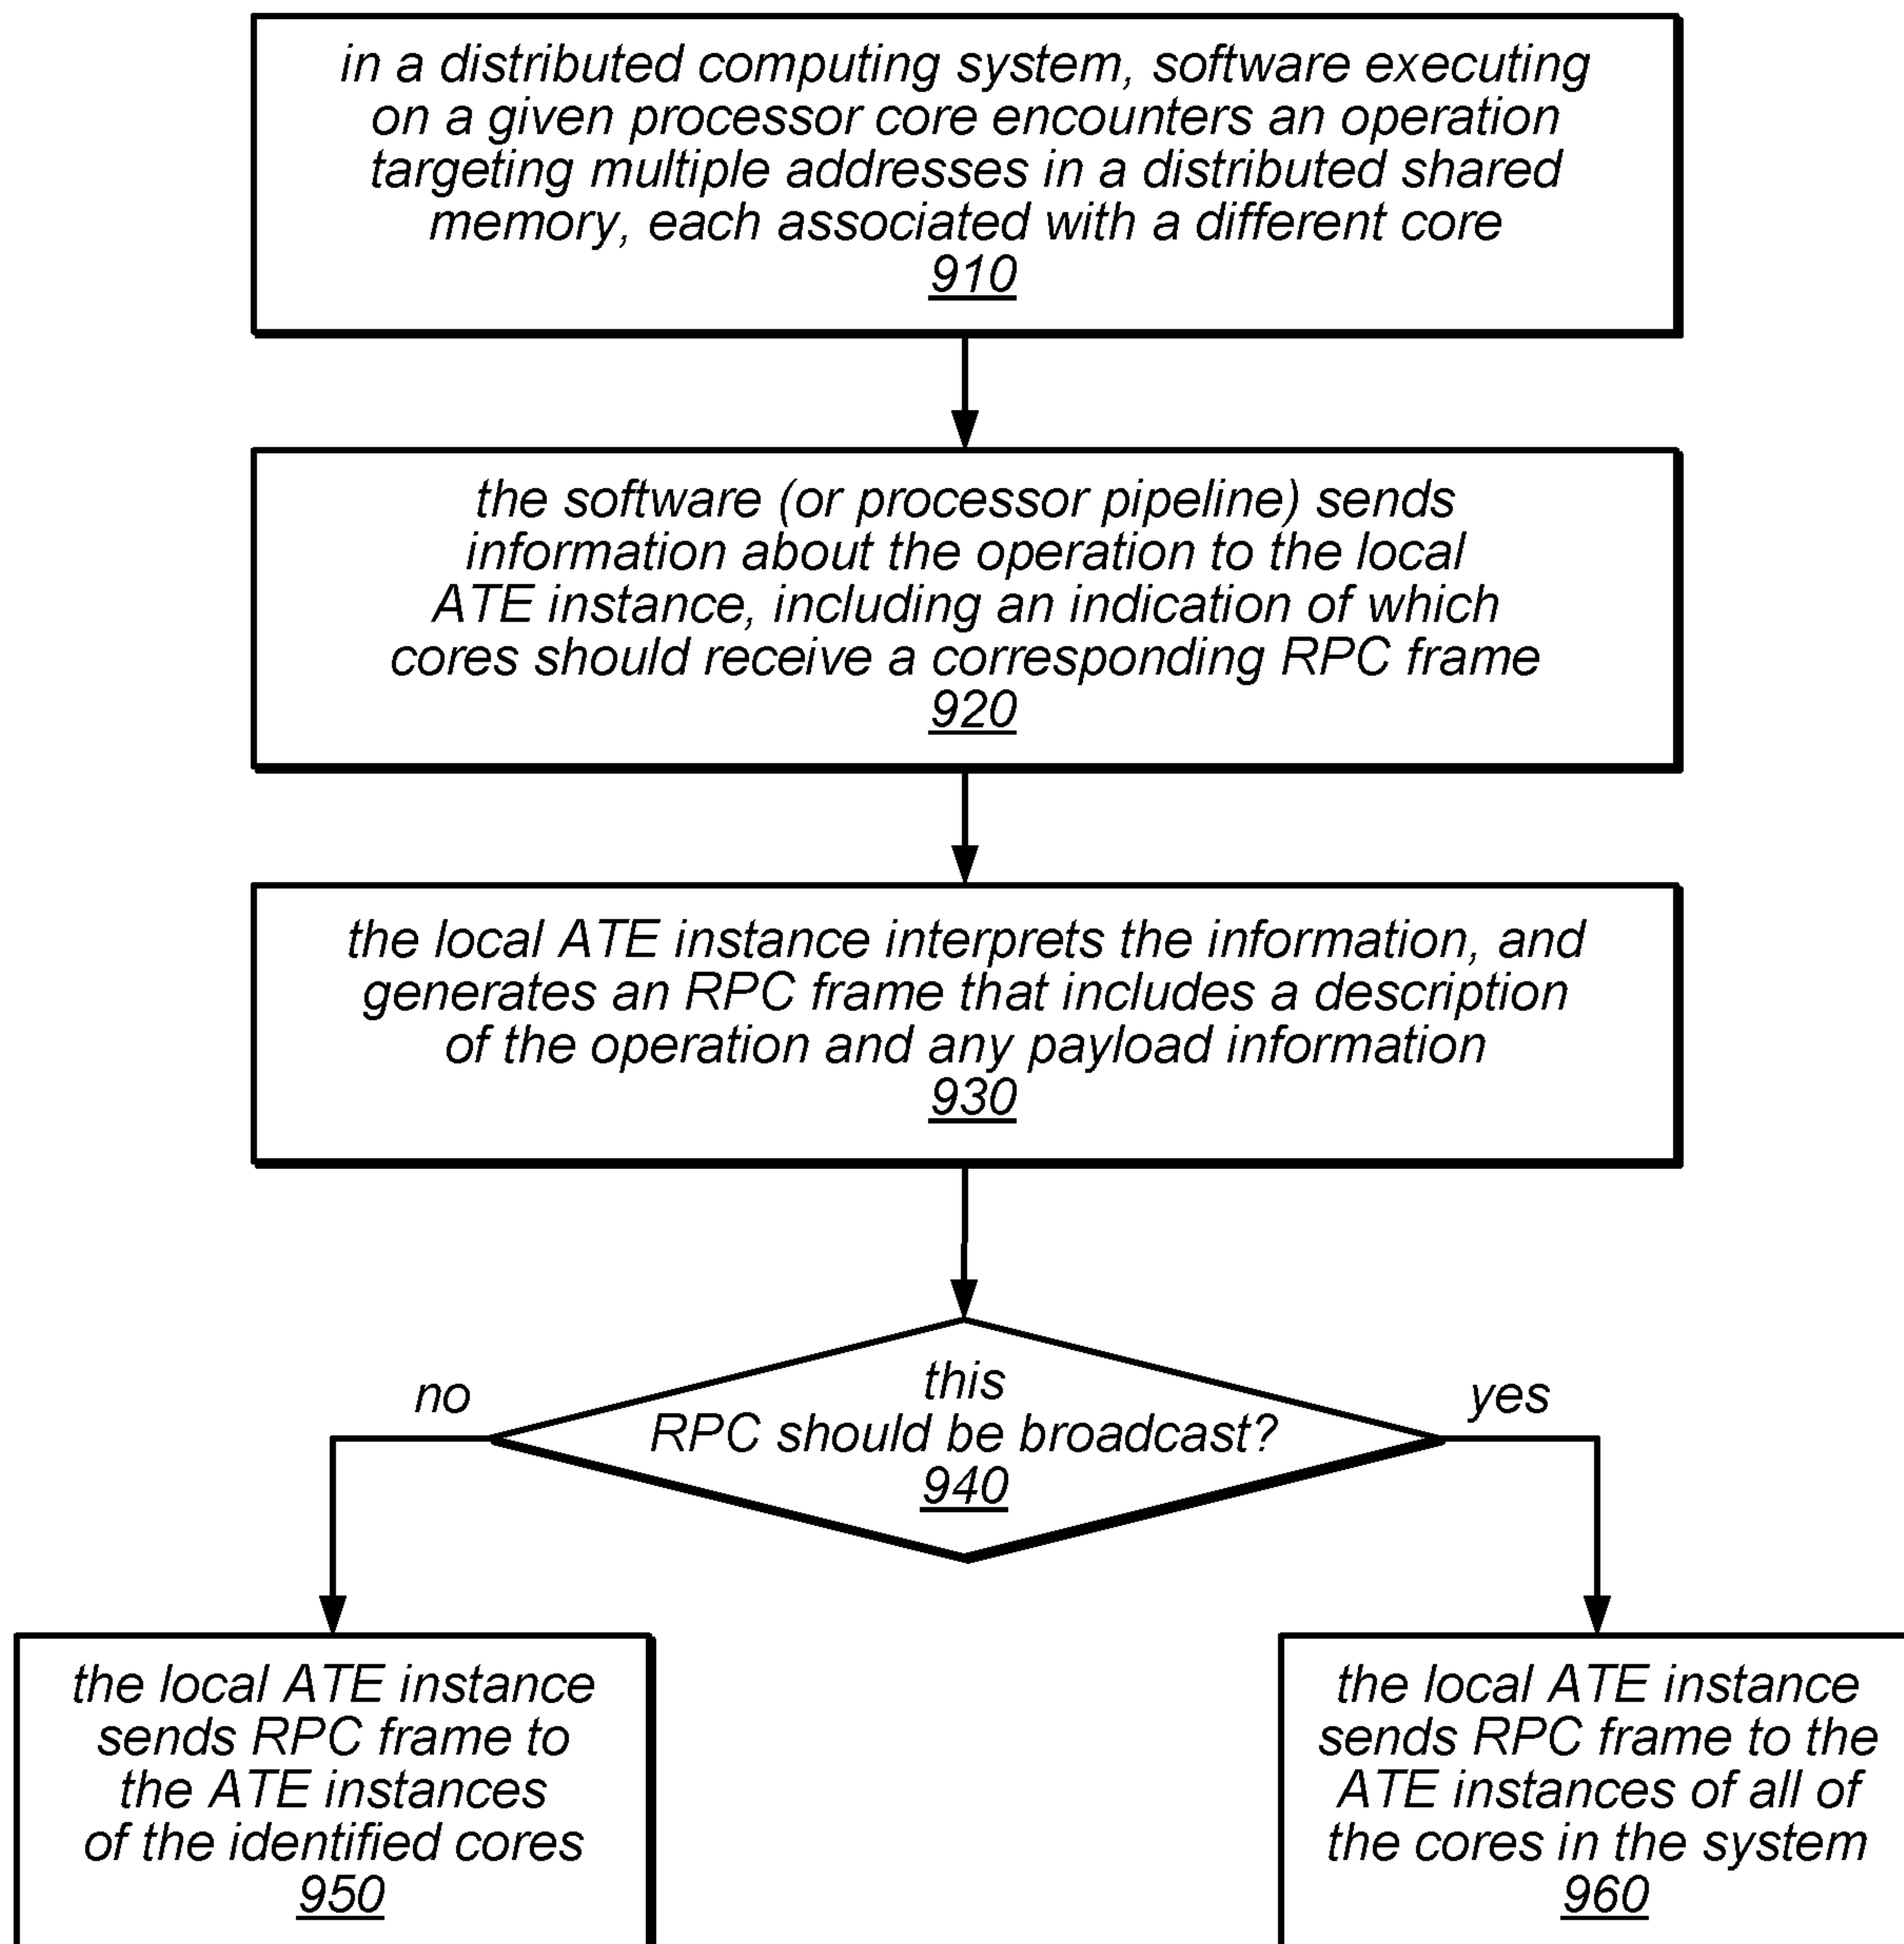 in a distributed computing system, software executing
on a given processor core encounters an operation
targeting multiple addresses in a distributed shared
memory, each associated with a different core
910
the software (or processor pipeline) sends
information about the operation to the local
ATE instance, including an indication of which
cores should receive a corresponding RPC frame
920
the local ATE instance interprets the information, and
generates an RPC frame that includes a description
of the operation and any payload information
930
this
RPC should be broadcast?
940
no
yes
the local ATE instance
sends RPC frame to
the ATE instances
of the identified cores
950
the local ATE instance
sends RPC frame to the
ATE instances of all of
the cores in the system
960